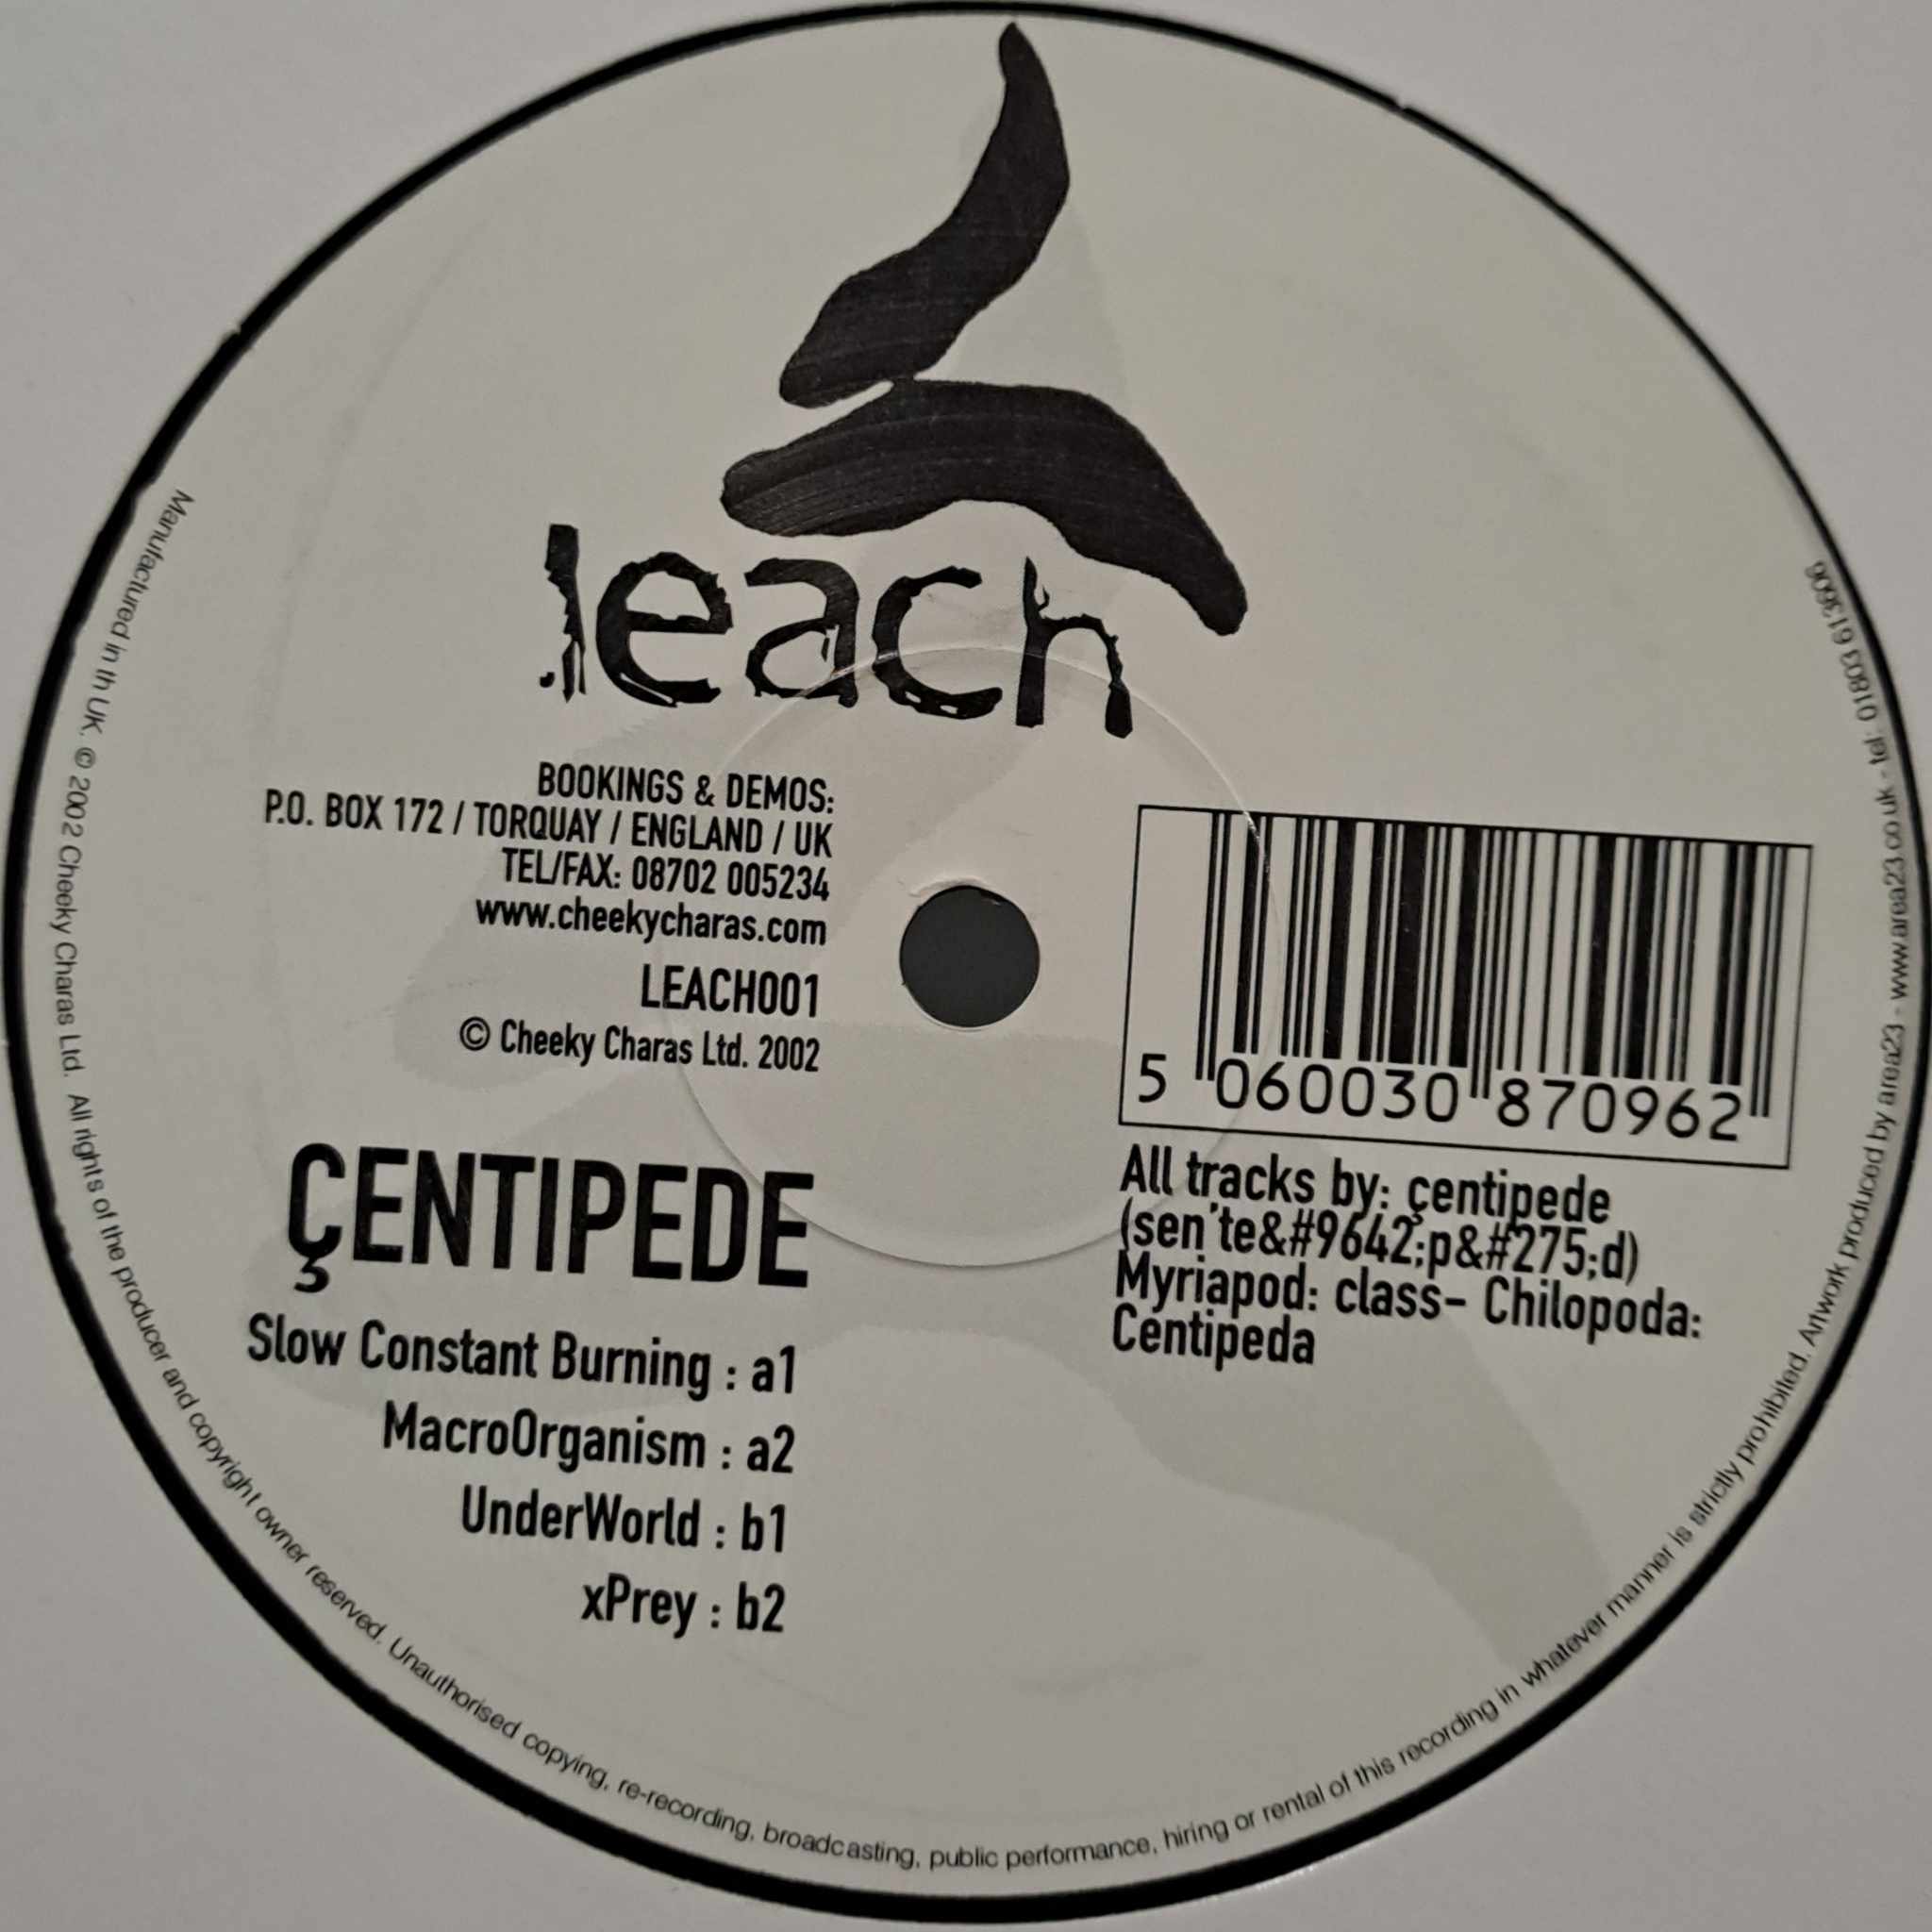 .leach
BOOKINGS & DEMOS:
P.O. BOX 172 / TORQUAY / ENGLAND / UK
TEL/FAX: 08702 005234
www.cheekycharas.com
LEACH001
© Cheeky Charas Ltd. 2002
ÇENTIPEDE
Slow Constant Burning : a1
MacroOrganism : a2
UnderWorld : b1
xPrey : b2
5 060030 870962
All tracks by: çentipede
(sen'te&#9642;p&#275;d)
Myriapod: class- Chilopoda:
Centipeda
Manufactured in th UK. © 2002 Cheeky Charas Ltd. All rights of the producer and copyright owner reserved. Unauthorised copying, re-recording, broadcasting, public performance, hiring or rental of this recording in whatever manner is strictly prohibited. Artwork produced by area23 - www.area23.co.uk - tel: 01803 613606